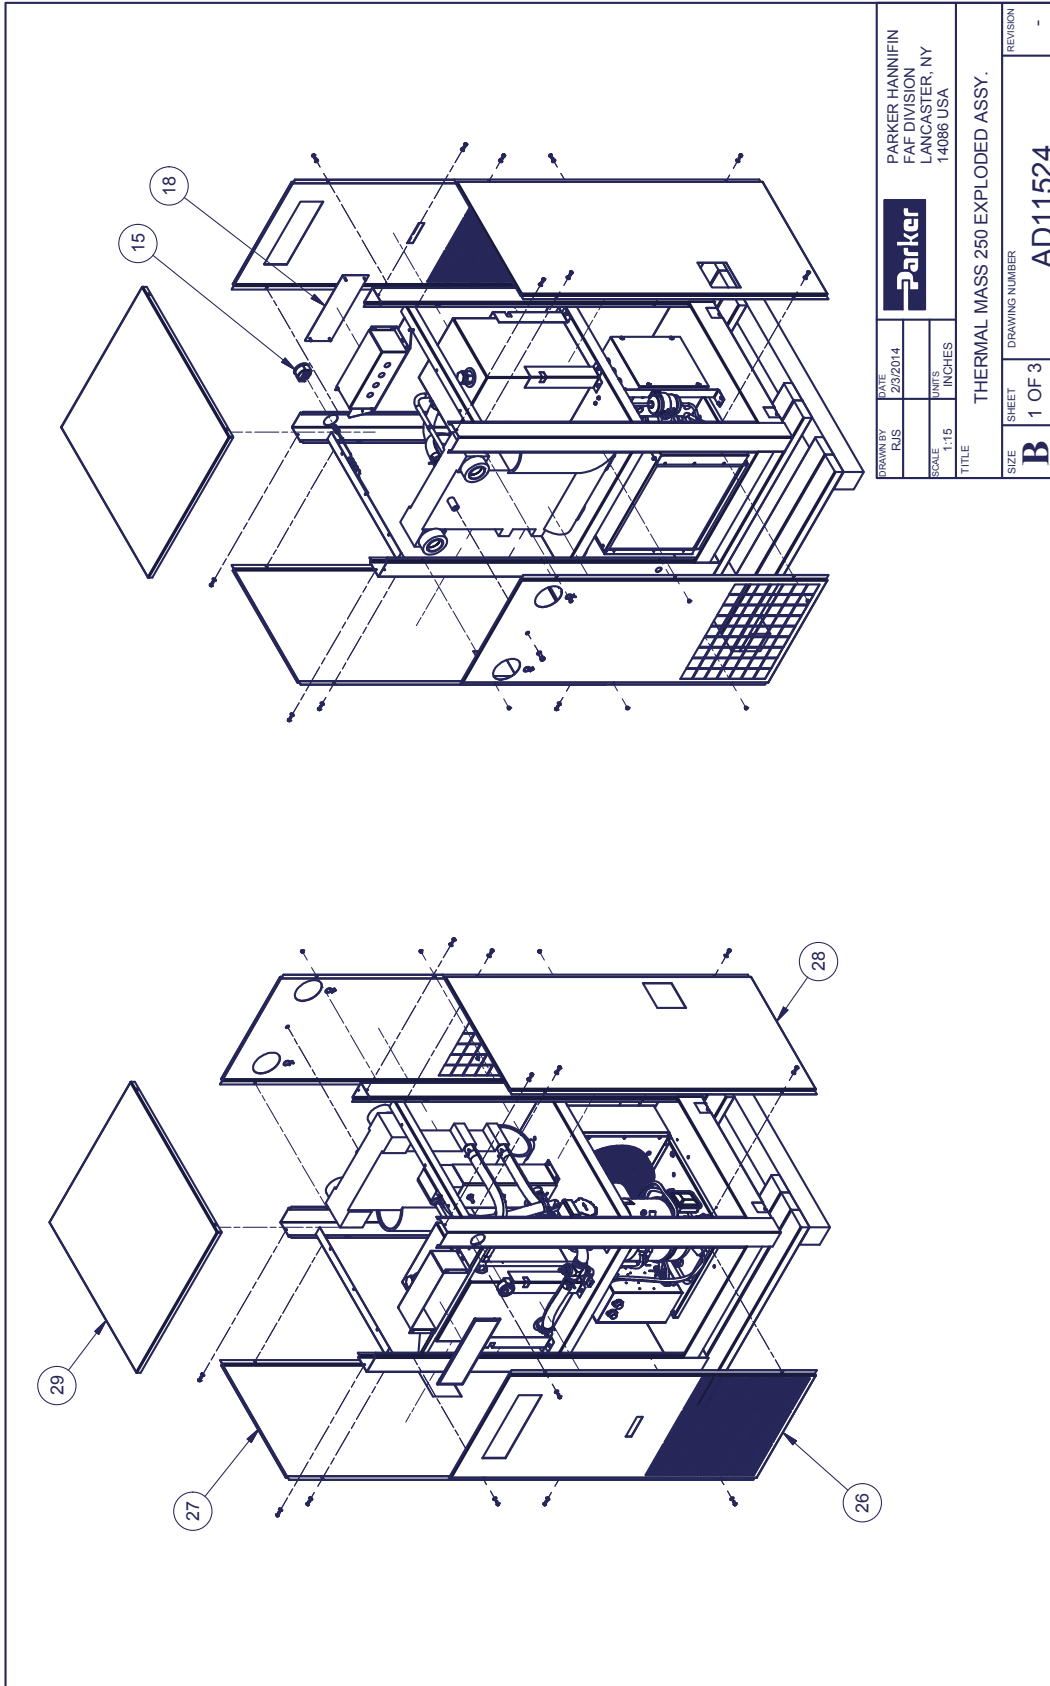 29
27
26
28
15
18
DRAWN BY
RJS
DATE
2/3/2014
SCALE
1:15
UNITS
INCHES
Parker
PARKER HANNIFIN
FAF DIVISION
LANCASTER, NY
14086 USA
TITLE
THERMAL MASS 250 EXPLODED ASSY.
SIZE
B
SHEET
1 OF 3
DRAWING NUMBER
AD11524
REVISION
-